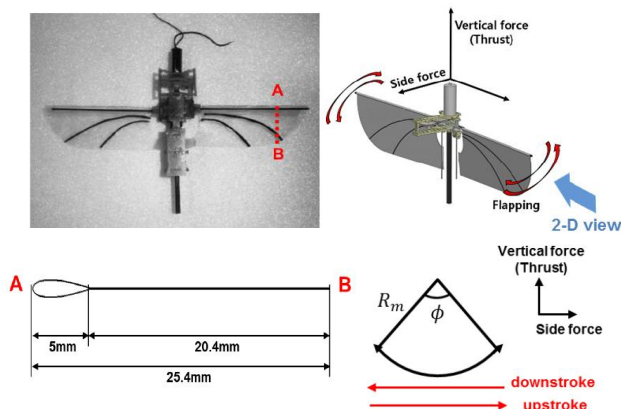 A
B
Vertical force
(Thrust)
Side force
Flapping
2-D view
A
B
5mm
20.4mm
25.4mm
Rm
ϕ
Vertical force
(Thrust)
Side force
downstroke
upstroke